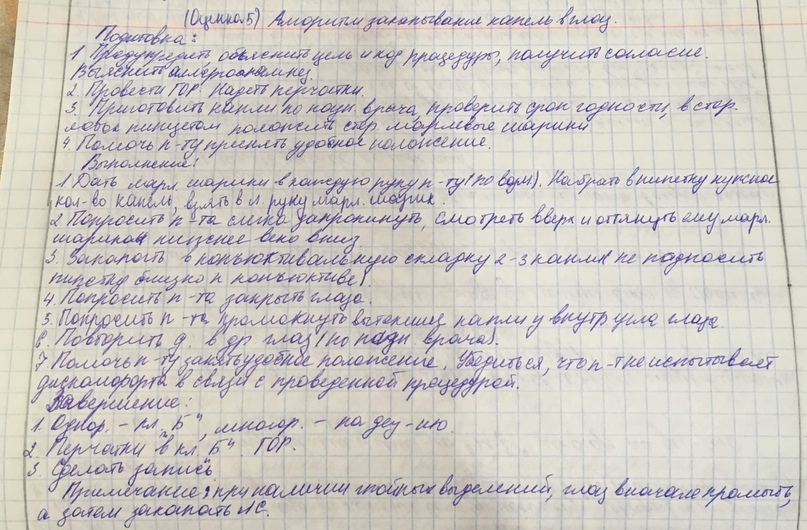 (Оценка5) Алгоритм закапывание капель в глаз.
Подготовка:
1. Предупредить объяснить цель и ход процедуры, получить согласие.
Выяснить аллергоанамнез.
2. Провести ГОР. Надеть перчатки.
3. Приготовить капли по назн. врача, проверить срок годности, в стер.
лоток пинцетом положить стер. марлевые шарики
4. Помочь п-ту принять удобное положение.
Выполнение:
1 Дать марл. шарики в каждую руку п-ту(по 1шт). Набрать в пипетку нужное
кол-во капель, взять в л. руку марл. шарик.
2 Попросить п-та слегка запрокинуть, смотреть вверх и оттянуть ему марл.
шариком нижнее веко вниз
3. Закапать в конъюктивальную складку 2-3 капли( не подносить
пипетку близко к конъюктиве).
4. Попросить п-та закрыть глаза.
5. Попросить п-та промокнуть капли у внутр угла глаза
6. Повторить д. в др глаз (по назн врача).
7 Помочь п-ту занять удобное положение. Убедиться, что п-т не испытывает
дискомфорта в связи с проведенной процедурой.
Завершение:
1. Однор. - кл „Б", многор. - на дез-ию
2. Перчатки в кл „Б". ГОР.
3. Сделать запись
Примечание: при наличии гнойных выделений, глаз вначале промыть,
а затем закапать ЛС.